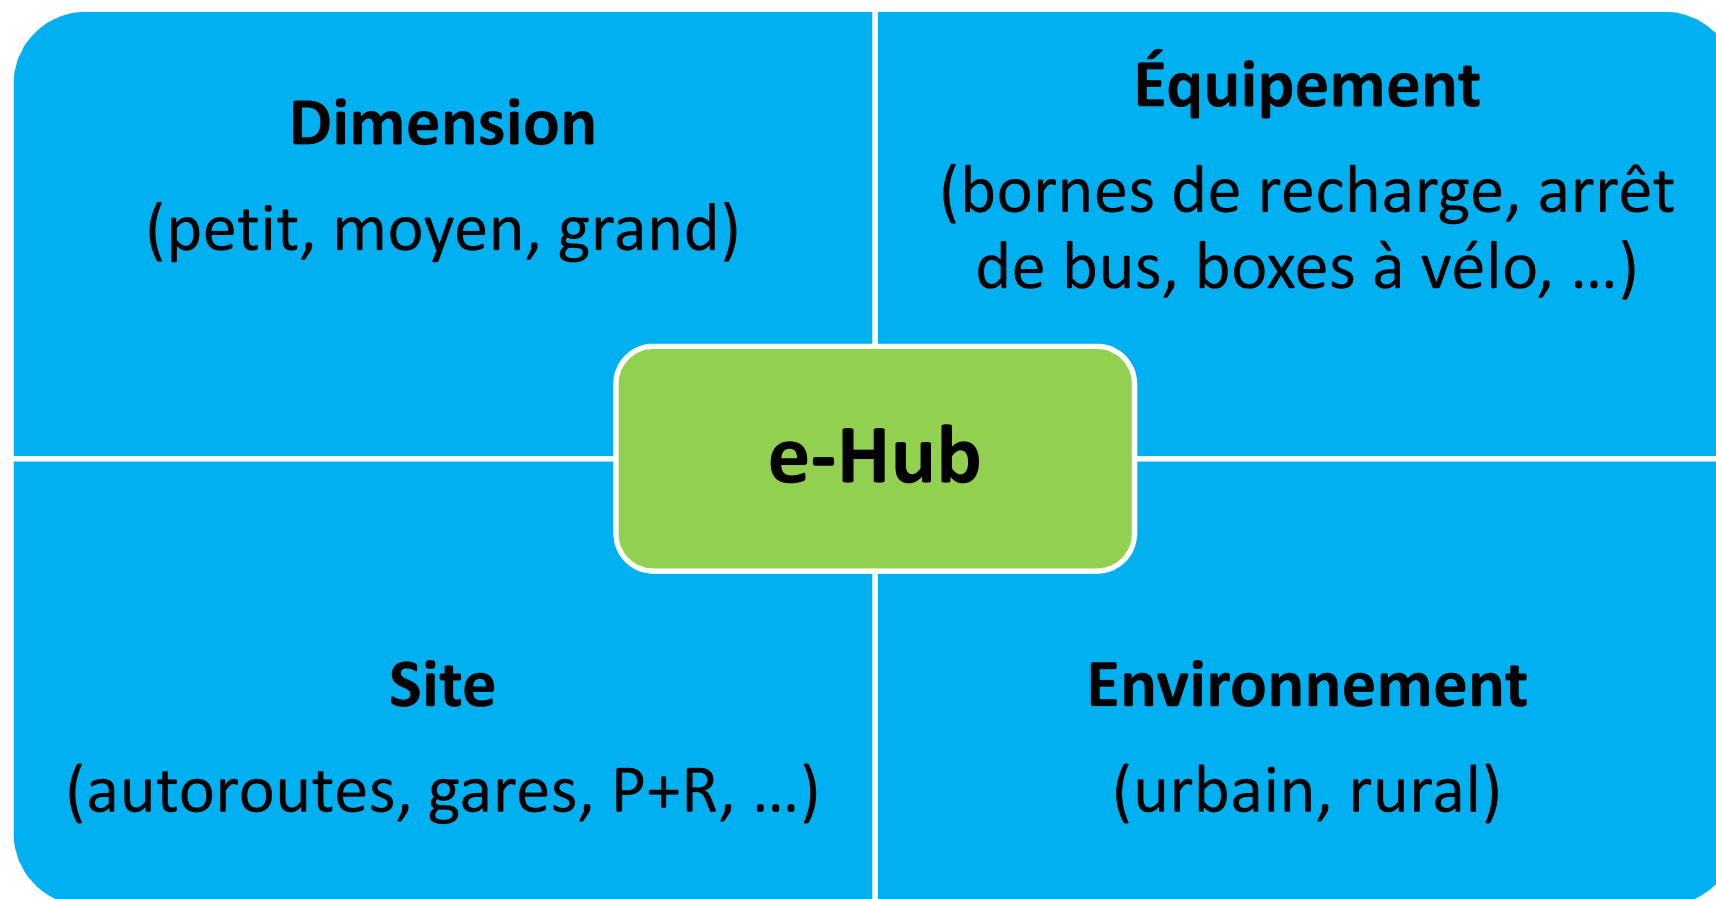 Dimension
(petit, moyen, grand)
Équipement
(bornes de recharge, arrêt
de bus, boxes à vélo, ...)
e-Hub
Site
(autoroutes, gares, P+R, ...)
Environnement
(urbain, rural)